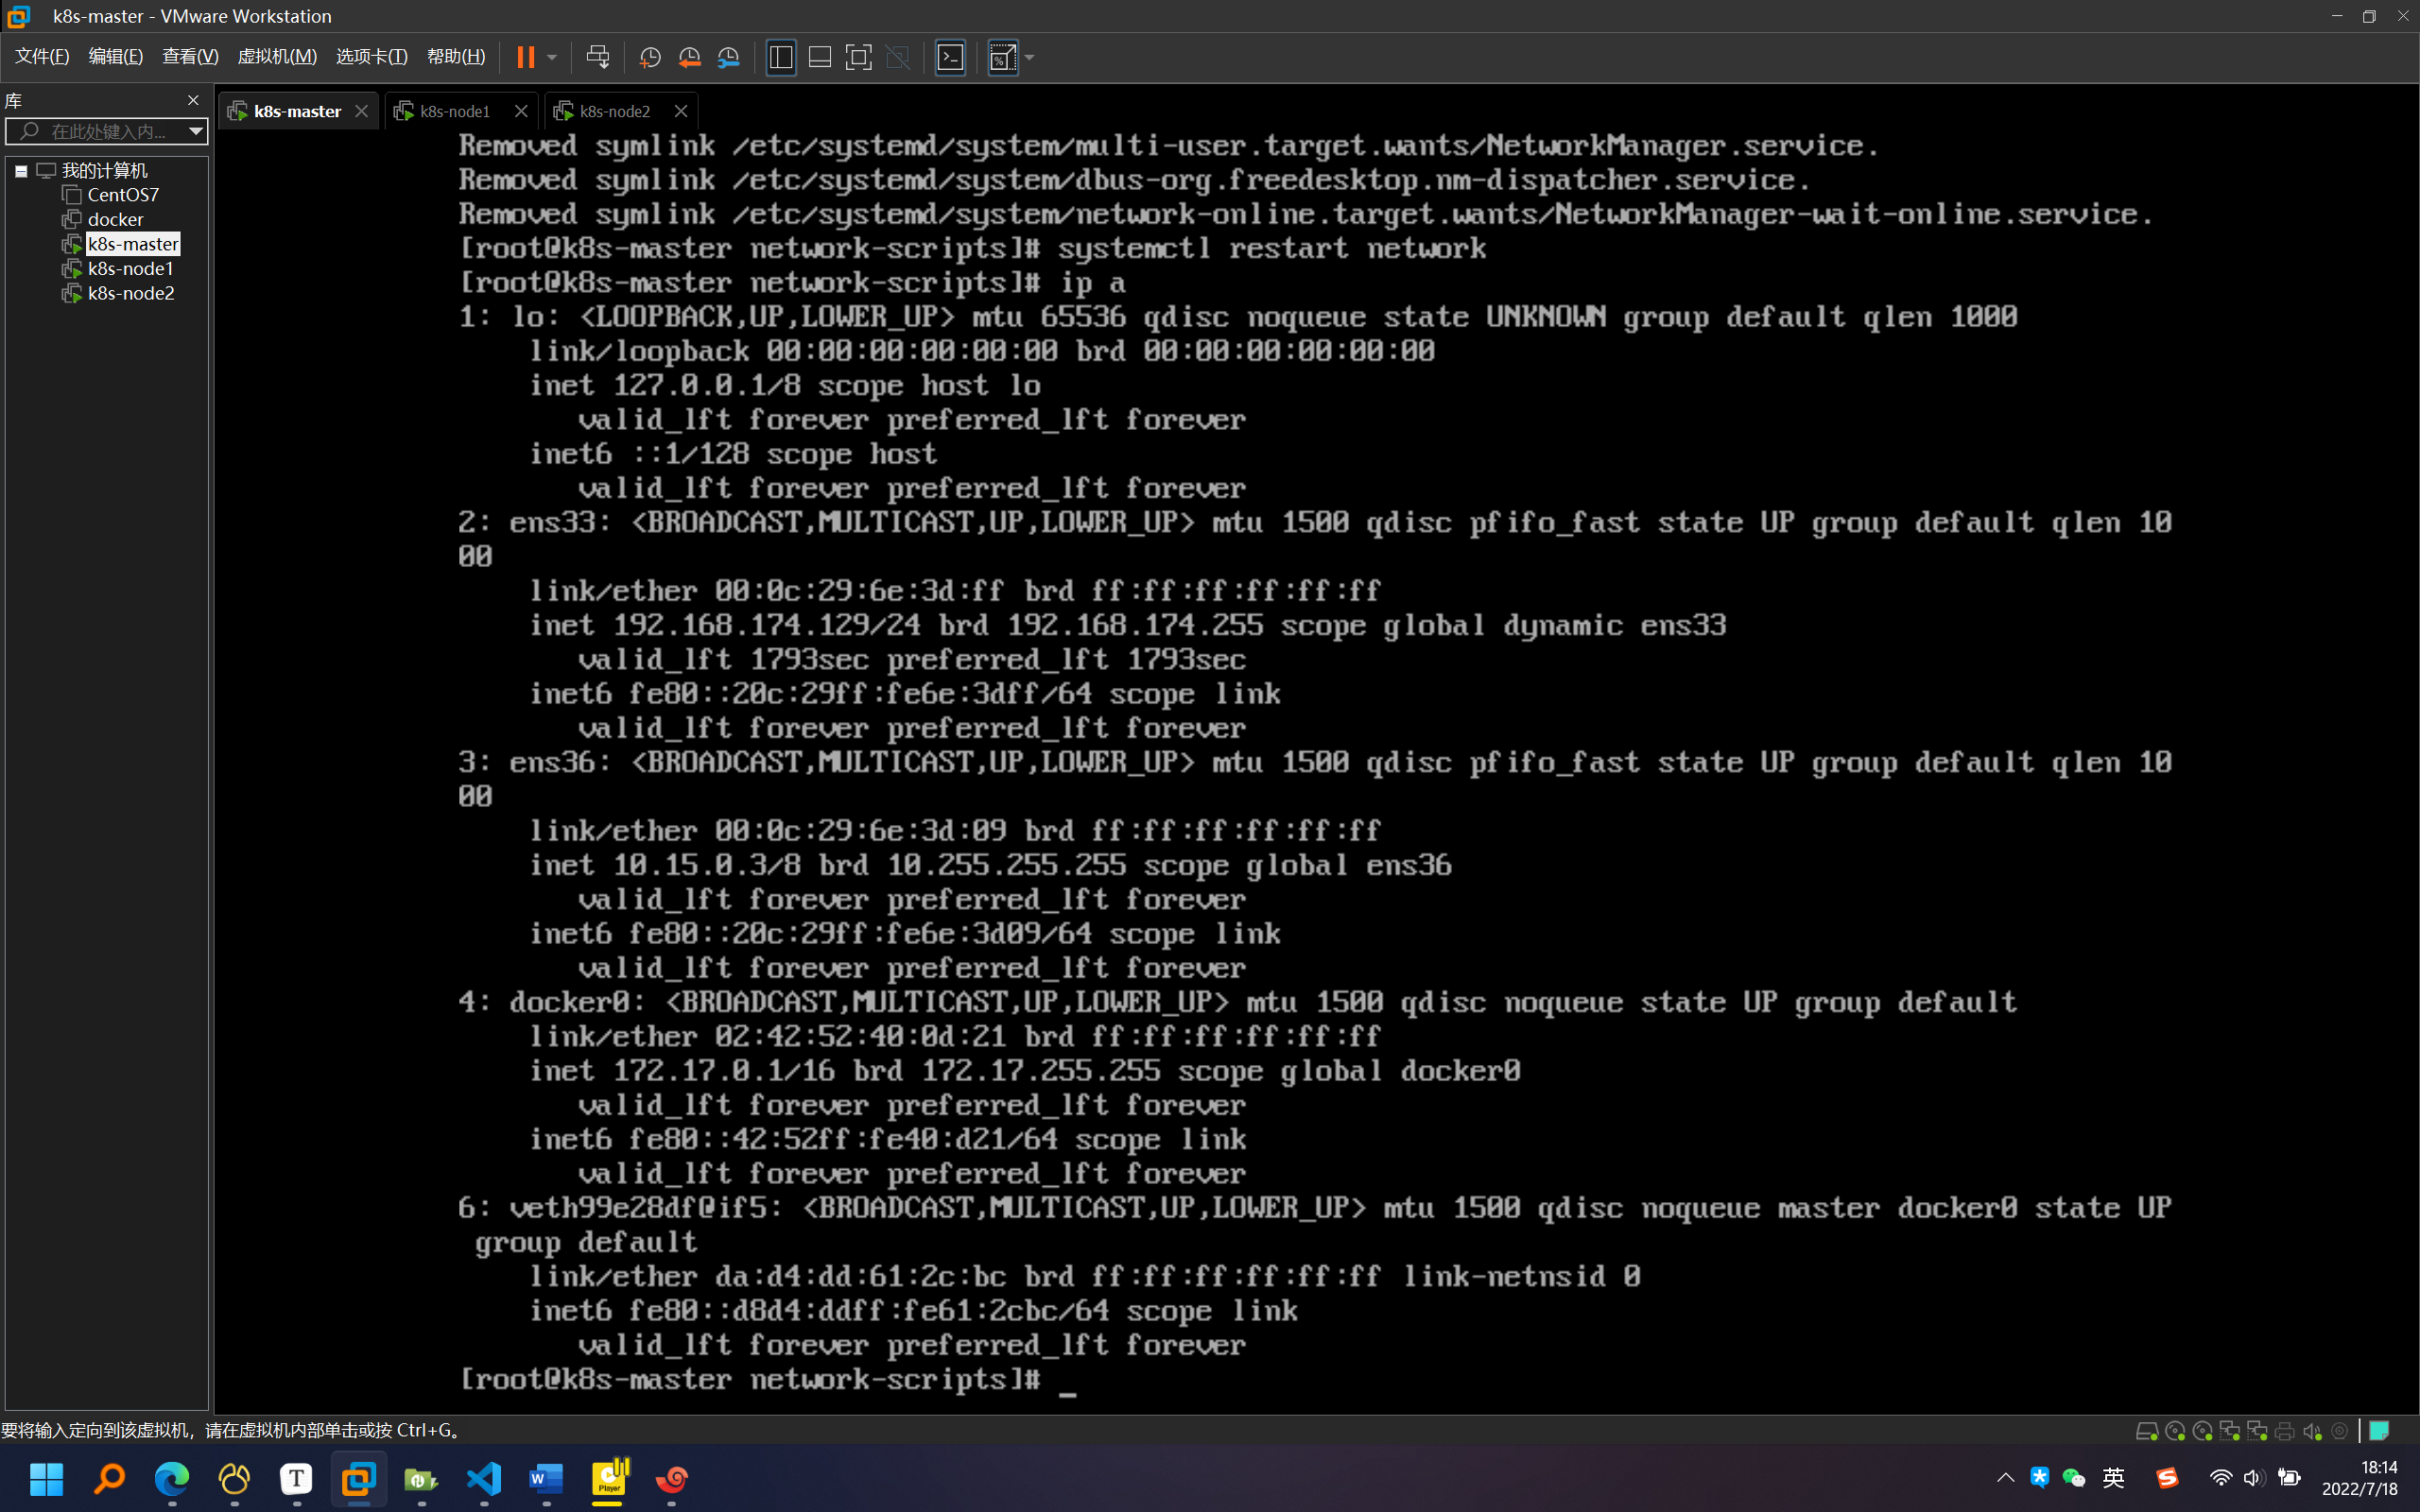 k8s-master - VMware Workstation
文件(F) 编辑(E) 查看(V) 虚拟机(M) 选项卡(T) 帮助(H)
库
在此处键入内...
我的计算机
CentOS7
docker
k8s-master
k8s-node1
k8s-node2
k8s-master k8s-node1 k8s-node2
Removed symlink /etc/systemd/system/multi-user.target.wants/NetworkManager.service.
Removed symlink /etc/systemd/system/dbus-org.freedesktop.nm-dispatcher.service.
Removed symlink /etc/systemd/system/network-online.target.wants/NetworkManager-wait-online.service.
[root@k8s-master network-scripts]# systemctl restart network
[root@k8s-master network-scripts]# ip a
1: lo: <LOOPBACK,UP,LOWER_UP> mtu 65536 qdisc noqueue state UNKNOWN group default qlen 1000
link/loopback 00:00:00:00:00:00 brd 00:00:00:00:00:00
inet 127.0.0.1/8 scope host lo
valid_lft forever preferred_lft forever
inet6 ::1/128 scope host
valid_lft forever preferred_lft forever
2: ens33: <BROADCAST,MULTICAST,UP,LOWER_UP> mtu 1500 qdisc pfifo_fast state UP group default qlen 10
00
link/ether 00:0c:29:6e:3d:ff brd ff:ff:ff:ff:ff:ff
inet 192.168.174.129/24 brd 192.168.174.255 scope global dynamic ens33
valid_lft 1793sec preferred_lft 1793sec
inet6 fe80::20c:29ff:fe6e:3dff/64 scope link
valid_lft forever preferred_lft forever
3: ens36: <BROADCAST,MULTICAST,UP,LOWER_UP> mtu 1500 qdisc pfifo_fast state UP group default qlen 10
00
link/ether 00:0c:29:6e:3d:09 brd ff:ff:ff:ff:ff:ff
inet 10.15.0.3/8 brd 10.255.255.255 scope global ens36
valid_lft forever preferred_lft forever
inet6 fe80::20c:29ff:fe6e:3d09/64 scope link
valid_lft forever preferred_lft forever
4: docker0: <BROADCAST,MULTICAST,UP,LOWER_UP> mtu 1500 qdisc noqueue state UP group default
link/ether 02:42:52:40:0d:21 brd ff:ff:ff:ff:ff:ff
inet 172.17.0.1/16 brd 172.17.255.255 scope global docker0
valid_lft forever preferred_lft forever
inet6 fe80::42:52ff:fe40:d21/64 scope link
valid_lft forever preferred_lft forever
6: veth99e28df@if5: <BROADCAST,MULTICAST,UP,LOWER_UP> mtu 1500 qdisc noqueue master docker0 state UP
group default
link/ether da:d4:dd:61:2c:bc brd ff:ff:ff:ff:ff:ff link-netnsid 0
inet6 fe80::d8d4:ddff:fe61:2cbc/64 scope link
valid_lft forever preferred_lft forever
[root@k8s-master network-scripts]# _
要将输入定向到该虚拟机，请在虚拟机内部单击或按 Ctrl+G。
T
W
Player
英
S
18:14
2022/7/18